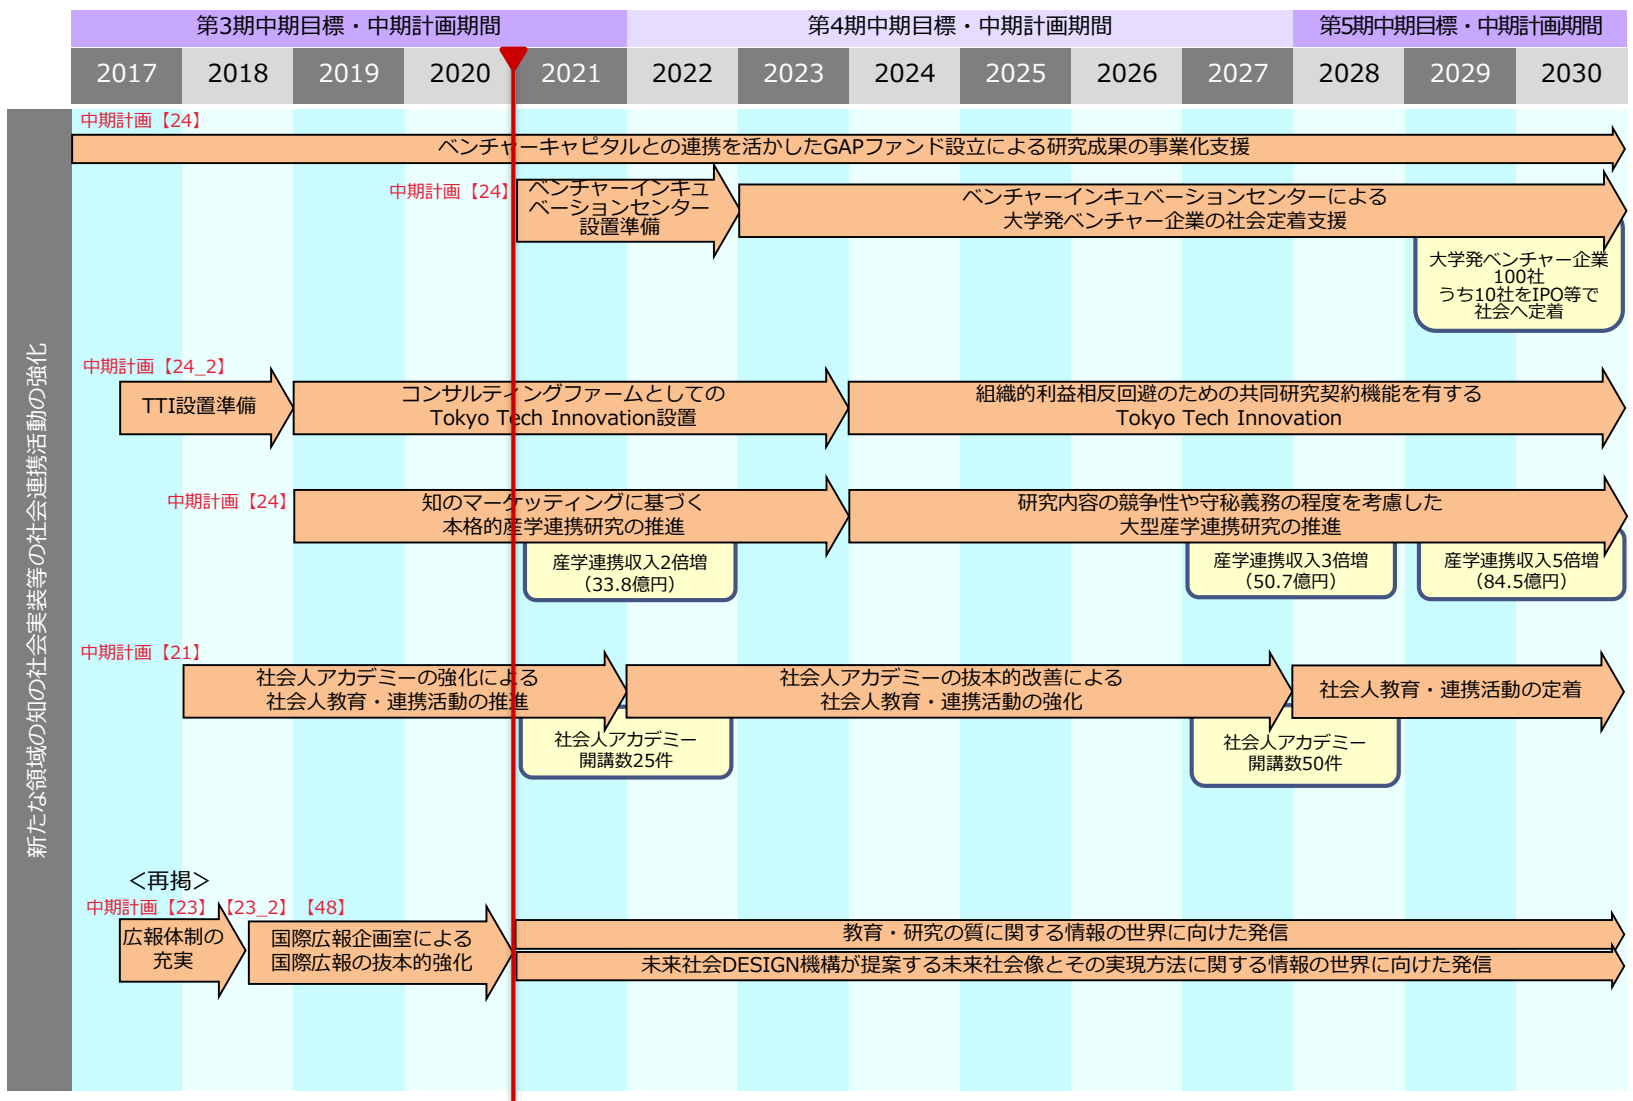 第3期中期目標・中期計画期間
第4期中期目標・中期計画期間
第5期中期目標・中期計画期間
2017
2018
2019
2020
2021
2022
2023
2024
2025
2026
2027
2028
2029
2030
新たな領域の知の社会実装等の社会連携活動の強化
中期計画【24】
ベンチャーキャピタルとの連携を活かしたGAPファンド設立による研究成果の事業化支援
中期計画【24】
ベンチャーインキュ
ベーションセンター
設置準備
ベンチャーインキュベーションセンターによる
大学発ベンチャー企業の社会定着支援
大学発ベンチャー企業
100社
うち10社をIPO等で
社会へ定着
中期計画【24_2】
TTI設置準備
コンサルティングファームとしての
Tokyo Tech Innovation設置
組織的利益相反回避のための共同研究契約機能を有する
Tokyo Tech Innovation
中期計画【24】
知のマーケッティングに基づく
本格的産学連携研究の推進
研究内容の競争性や守秘義務の程度を考慮した
大型産学連携研究の推進
産学連携収入2倍増
（33.8億円）
産学連携収入3倍増
（50.7億円）
産学連携収入5倍増
（84.5億円）
中期計画【21】
社会人アカデミーの強化による
社会人教育・連携活動の推進
社会人アカデミーの抜本的改善による
社会人教育・連携活動の強化
社会人教育・連携活動の定着
社会人アカデミー
開講数25件
社会人アカデミー
開講数50件
＜再掲＞
中期計画【23】【23_2】【48】
広報体制の
充実
国際広報企画室による
国際広報の抜本的強化
教育・研究の質に関する情報の世界に向けた発信
未来社会DESIGN機構が提案する未来社会像とその実現方法に関する情報の世界に向けた発信